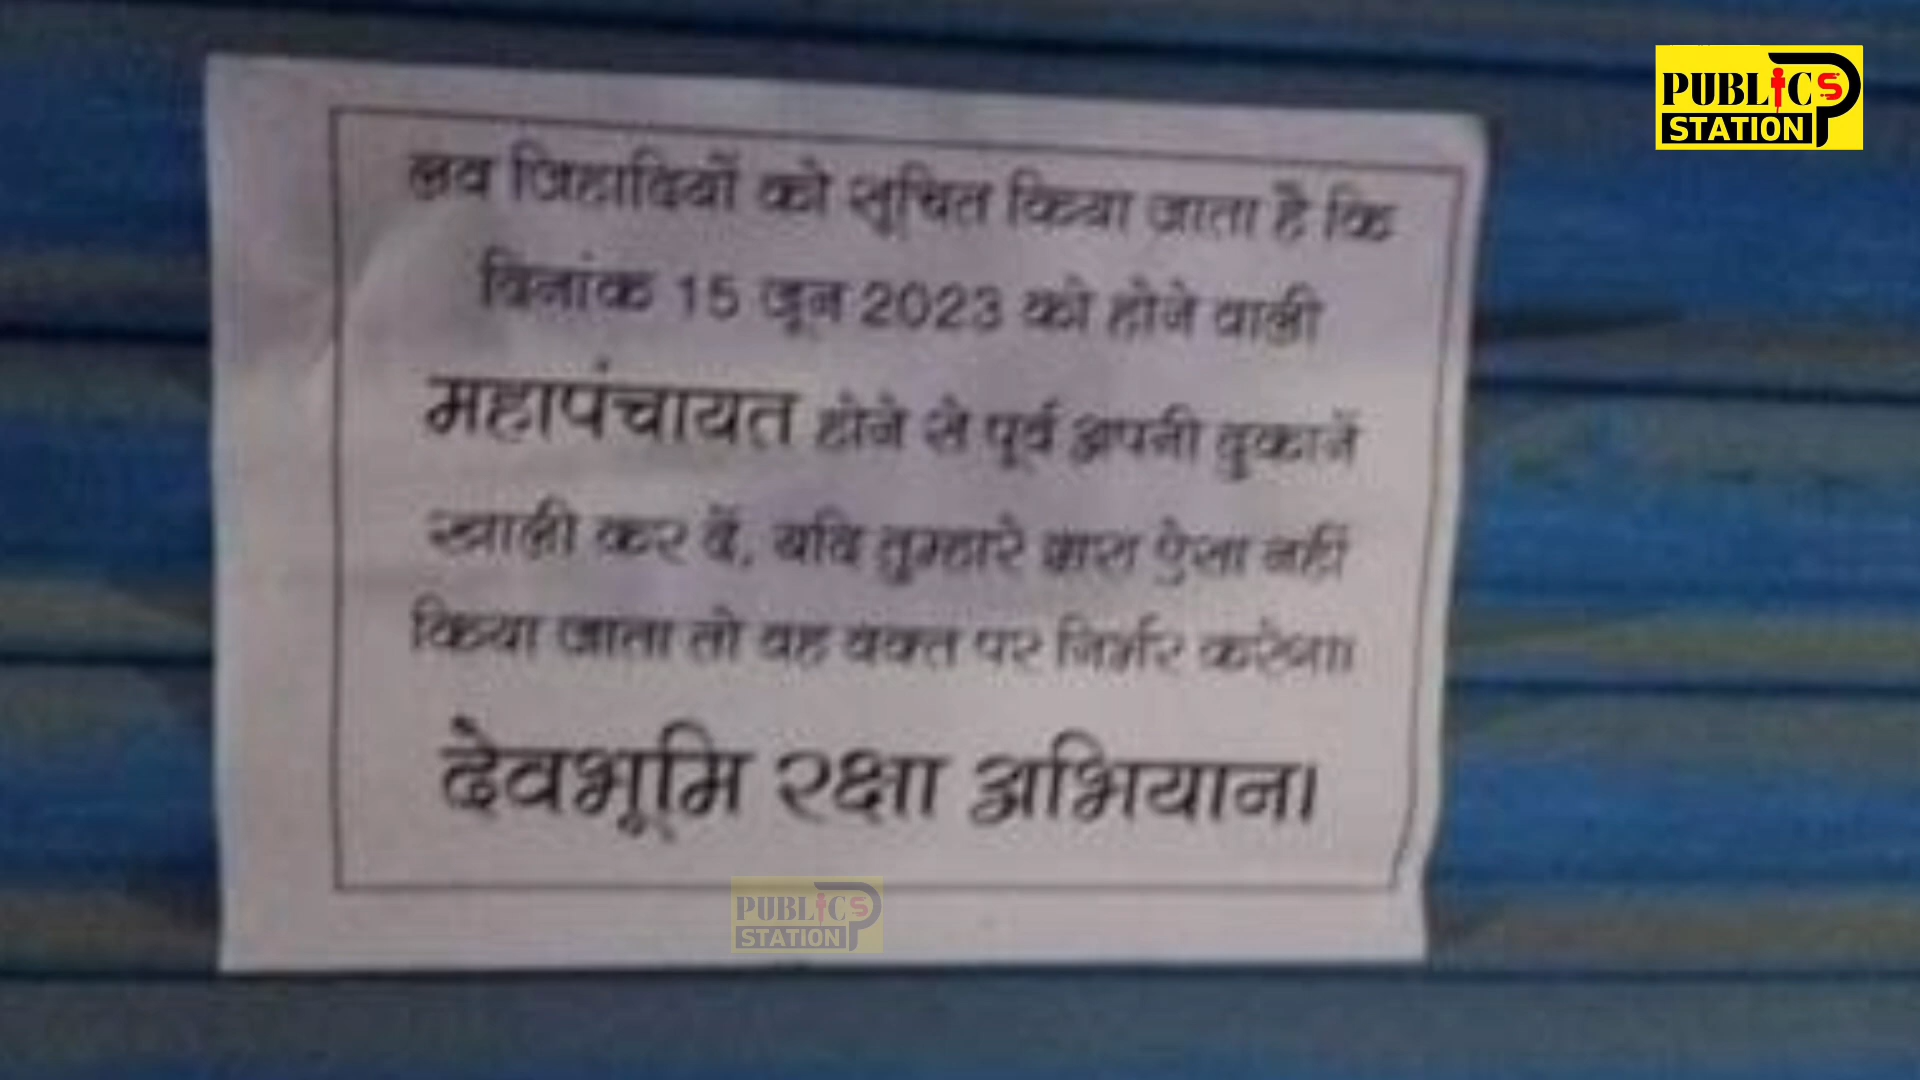 PUBLICS
STATION
लव जिहादियों को सूचित किया जाता है कि
दिनांक 15 जून 2023 को होने वाली
महापंचायत होने से पूर्व अपनी दुकानें
खाली कर दें, यदि तुम्हारे द्वारा ऐसा नहीं
किया जाता तो वह वक्त पर निर्भर करेगा।
देवभूमि रक्षा अभियान।
PUBLICS
STATION